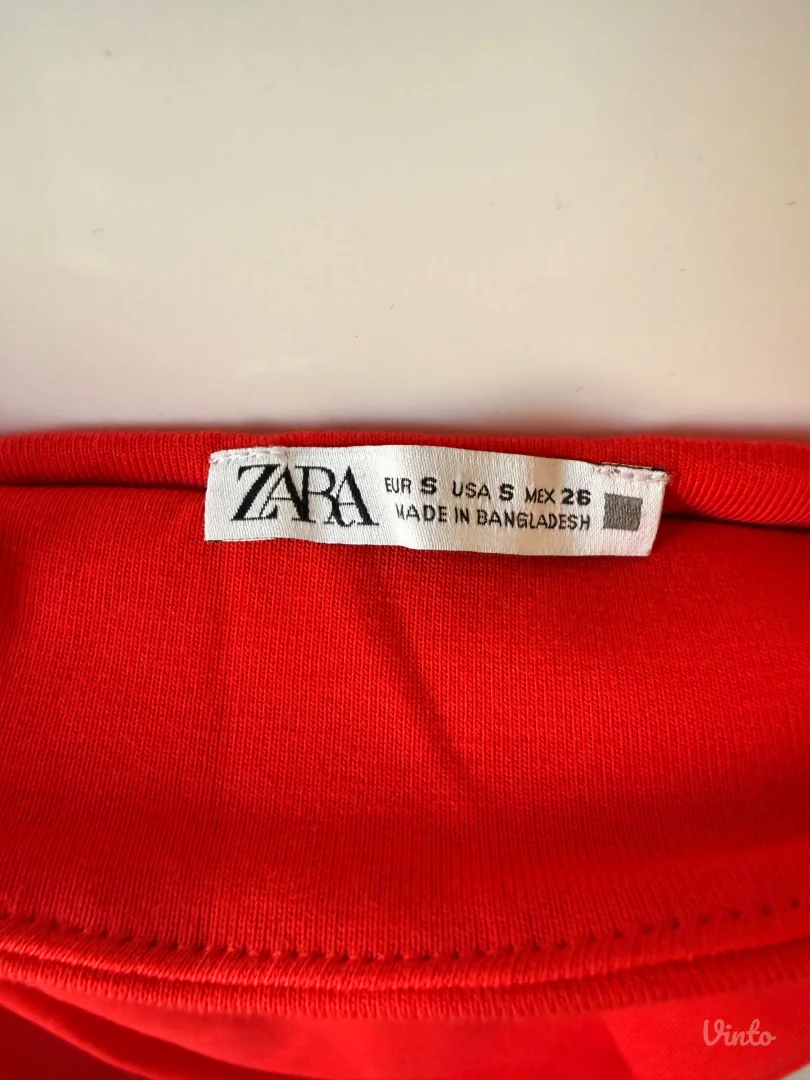 ZARA
EUR S USA S MEX 26
MADE IN BANGLADESH
Vinto